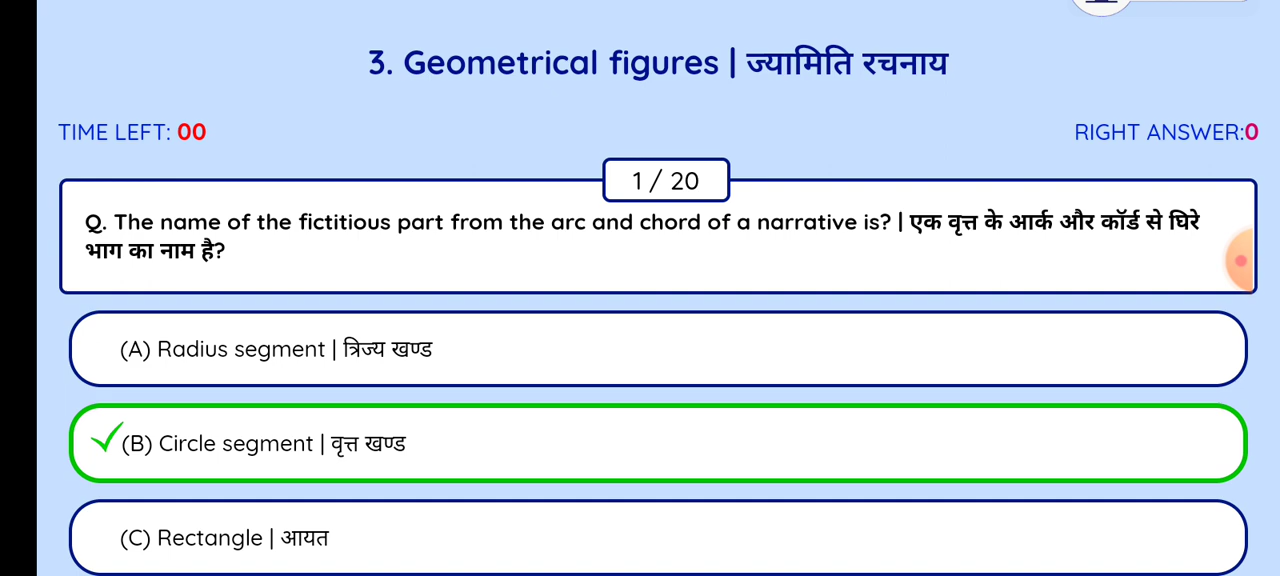 3. Geometrical figures | ज्यामिति रचनाय
TIME LEFT: 00
RIGHT ANSWER:0
1 / 20
Q. The name of the fictitious part from the arc and chord of a narrative is? | एक वृत्त के आर्क और कॉर्ड से घिरे
भाग का नाम है?
(A) Radius segment | त्रिज्य खण्ड
(B) Circle segment | वृत्त खण्ड
(C) Rectangle | आयत